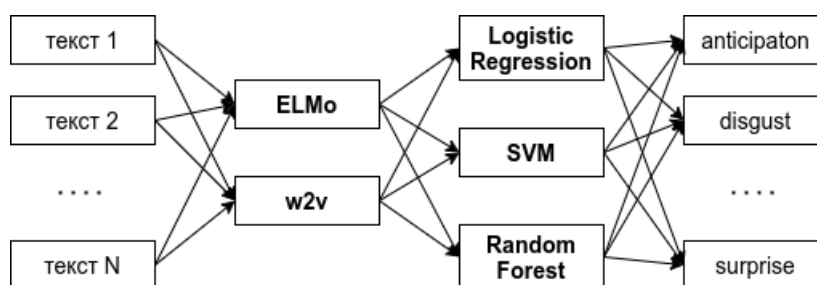 текст 1
текст 2
....
текст N
ELMo
w2v
Logistic
Regression
SVM
Random
Forest
anticipaton
disgust
....
surprise